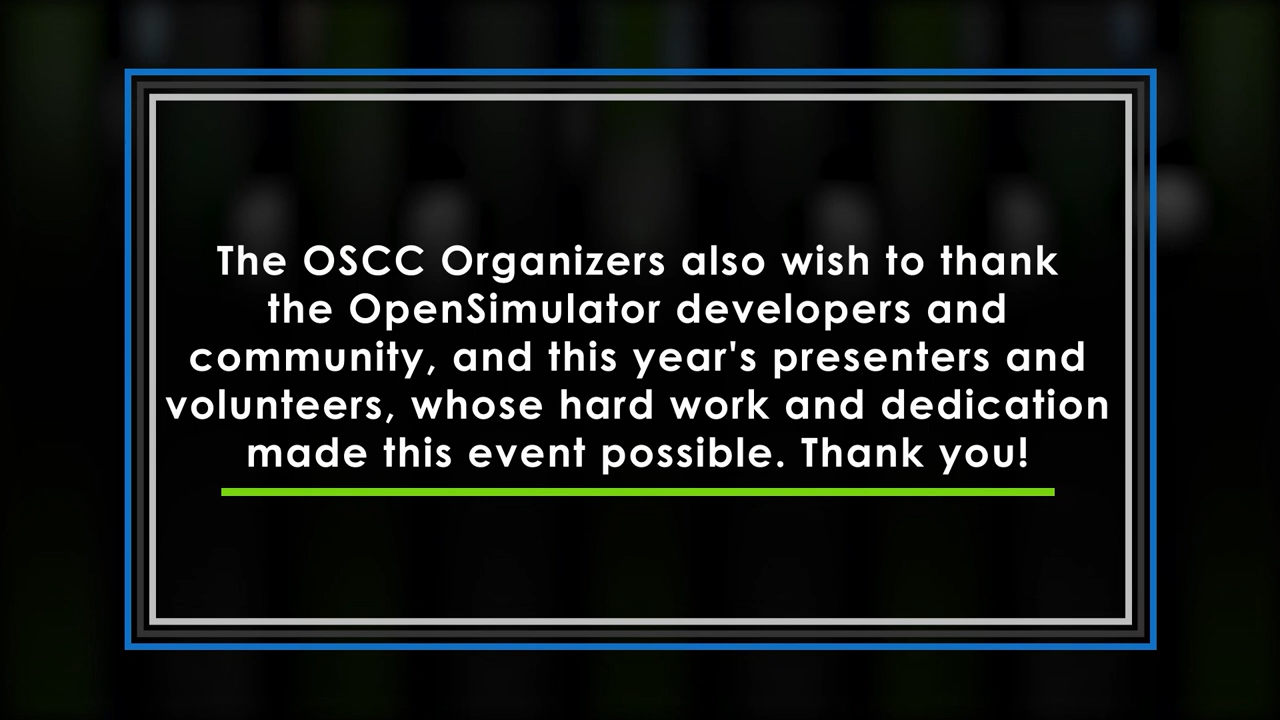 The OSCC Organizers also wish to thank
the OpenSimulator developers and
community, and this year's presenters and
volunteers, whose hard work and dedication
made this event possible. Thank you!